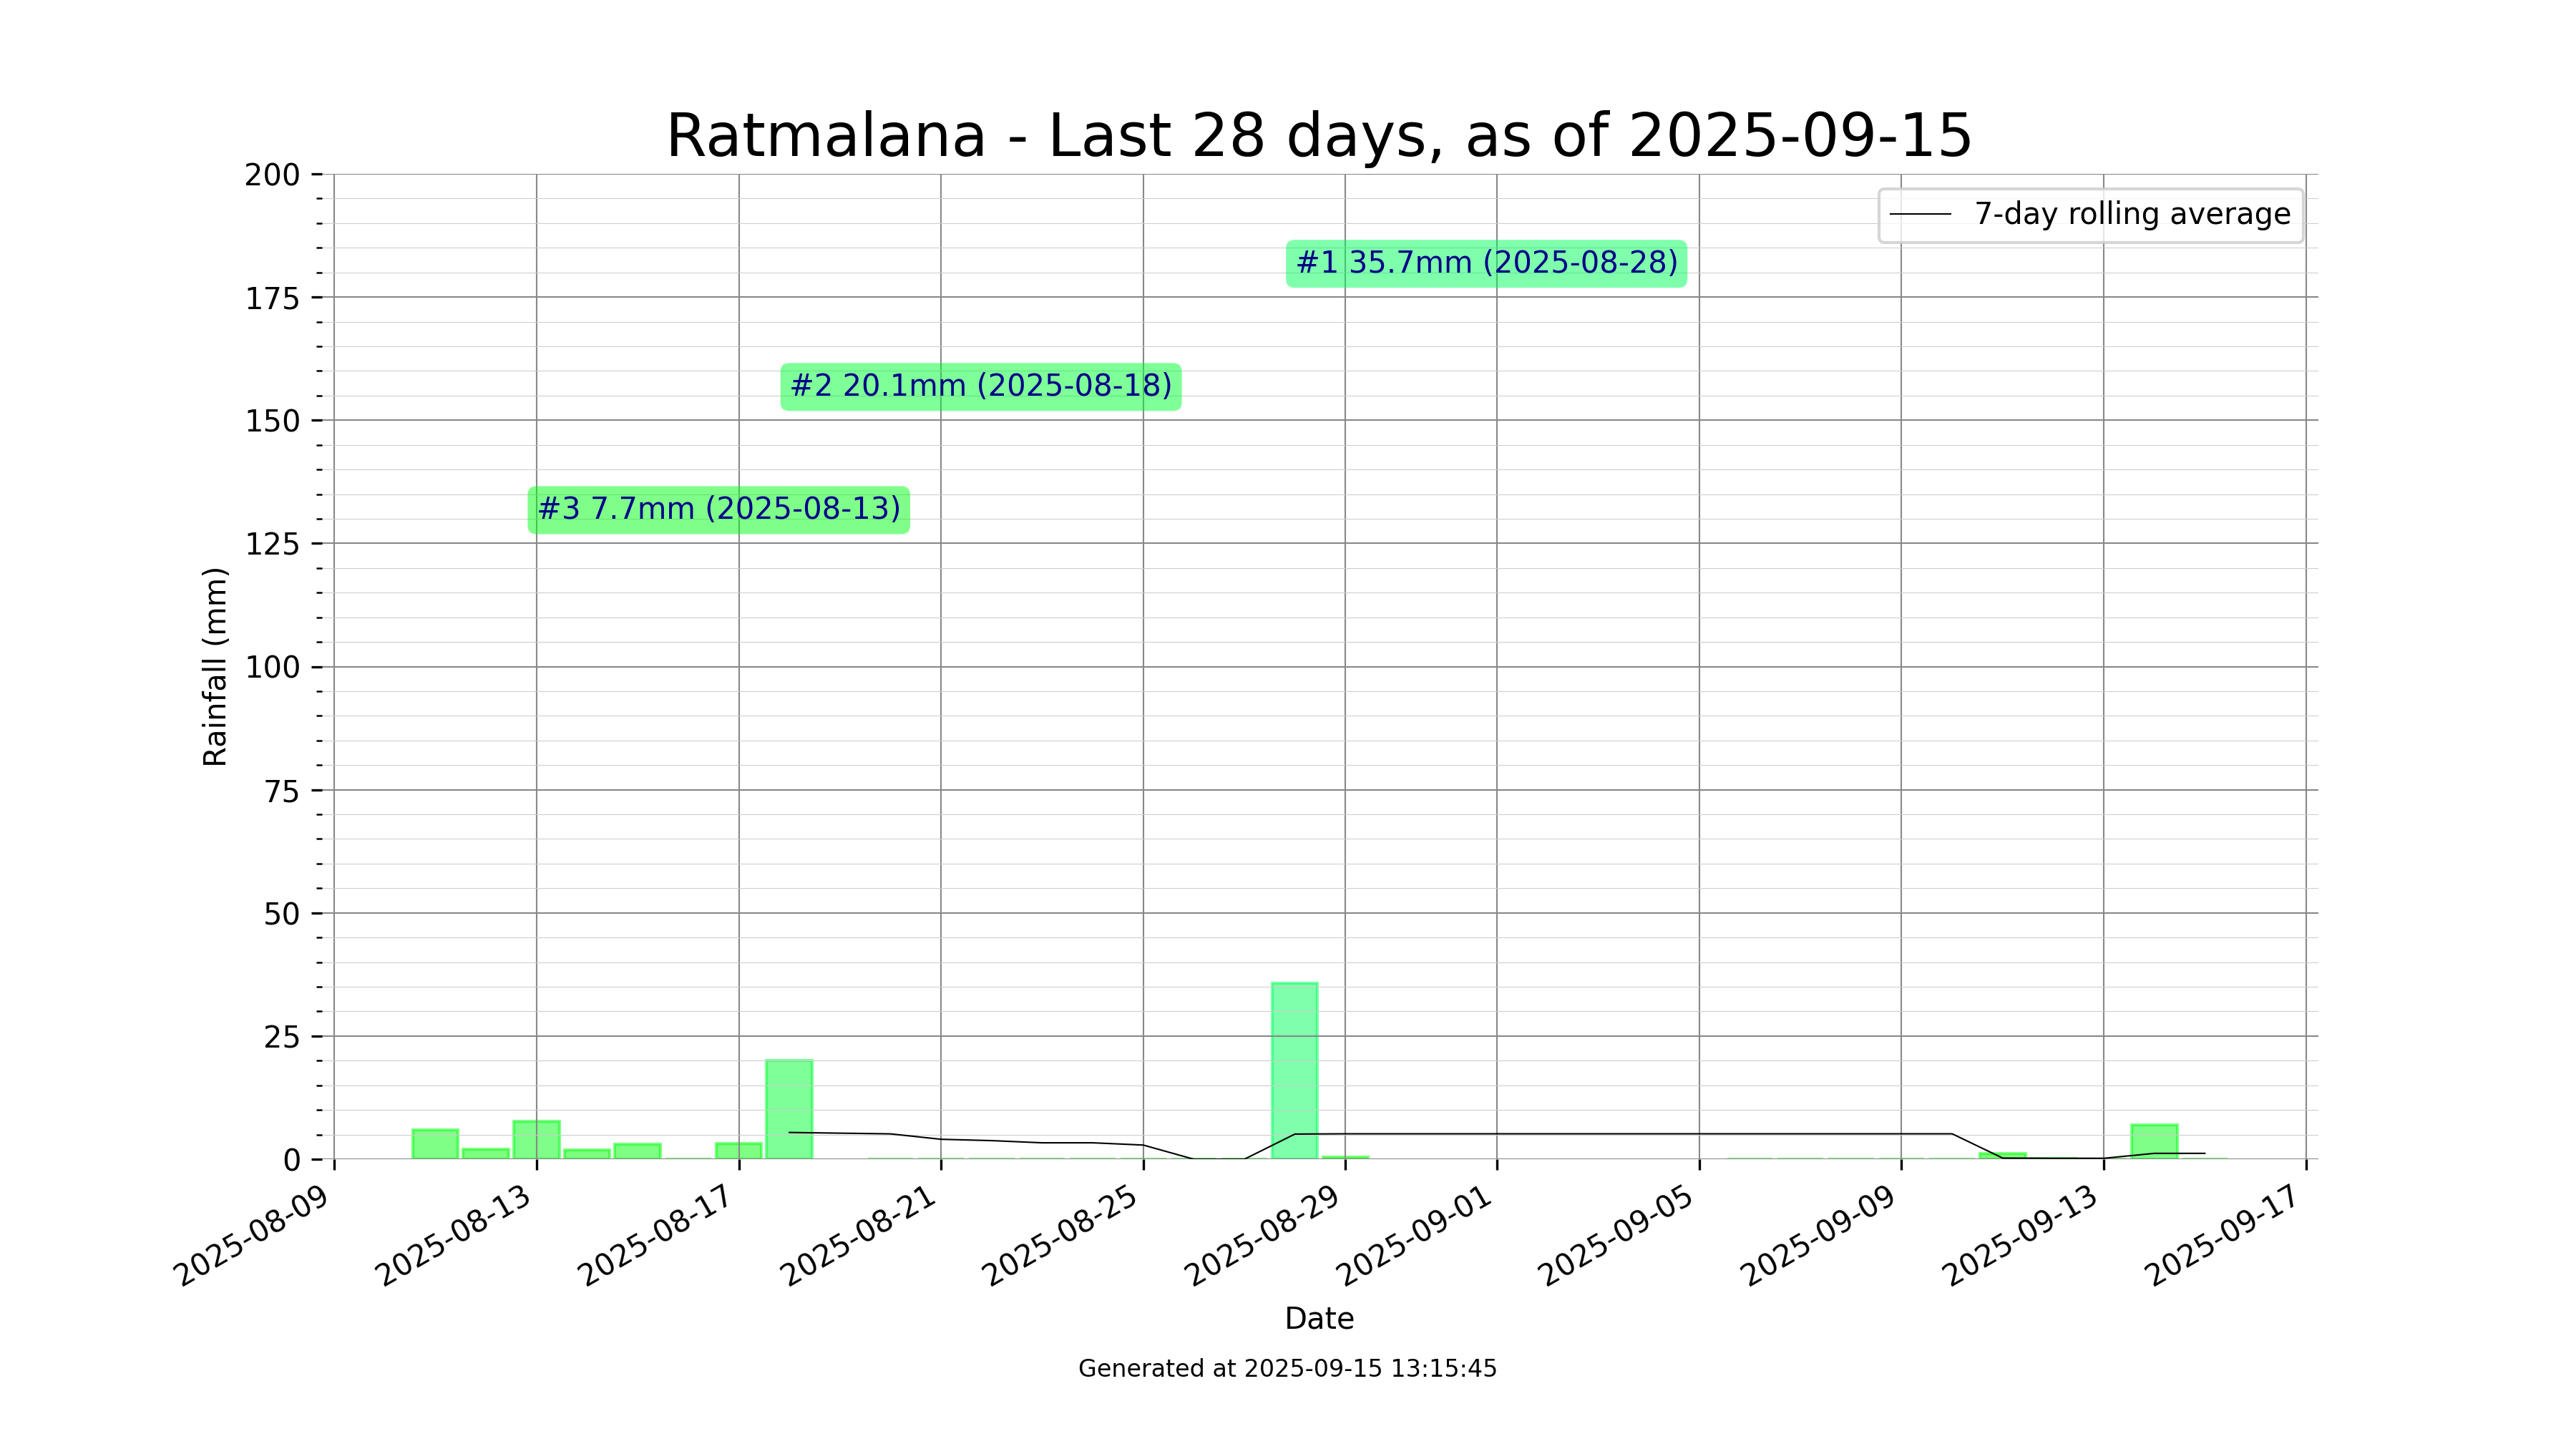 Ratmalana - Last 28 days, as of 2025-09-15
7-day rolling average
#1 35.7mm (2025-08-28)
#2 20.1mm (2025-08-18)
#3 7.7mm (2025-08-13)
Rainfall (mm)
200
175
150
125
100
75
50
25
0
2025-08-09
2025-08-13
2025-08-17
2025-08-21
2025-08-25
2025-08-29
2025-09-01
2025-09-05
2025-09-09
2025-09-13
2025-09-17
Date
Generated at 2025-09-15 13:15:45